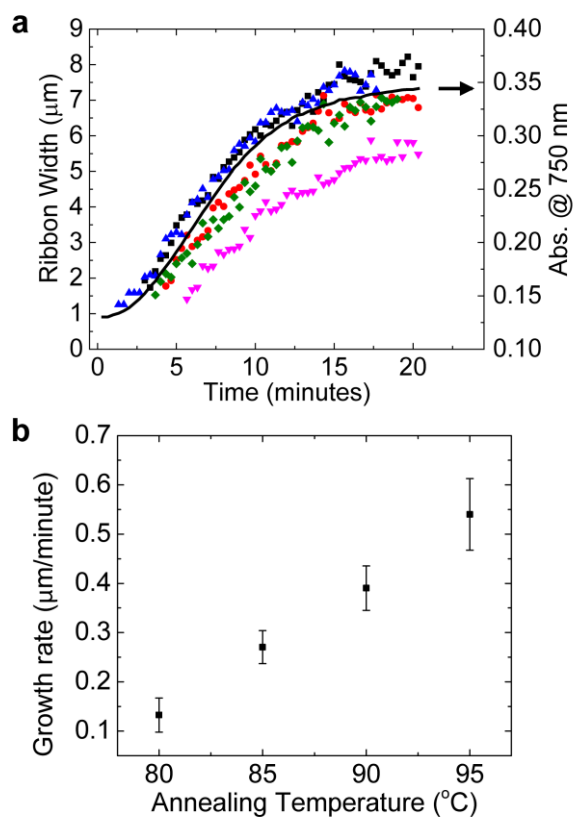 a
9
8
7
6
5
4
3
2
1
Ribbon Width (μm)
0.40
0.35
0.30
0.25
0.20
0.15
0.10
Abs. @ 750 nm
0 5 10 15 20
Time (minutes)
b
0.7
0.6
0.5
0.4
0.3
0.2
0.1
Growth rate (μm/minute)
80 85 90 95
Annealing Temperature (°C)